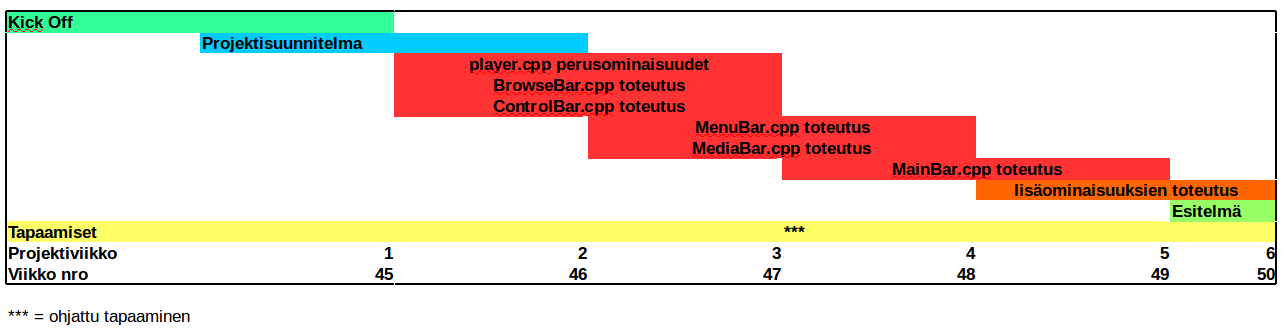 Kick Off
Projektisuunnitelma
player.cpp perusominaisuudet
BrowseBar.cpp toteutus
ControlBar.cpp toteutus
MenuBar.cpp toteutus
MediaBar.cpp toteutus
MainBar.cpp toteutus
lisäominaisuuksien toteutus
Esitelmä
Tapaamiset ***
Projektiviikko 1 2 3 4 5 6
Viikko nro 45 46 47 48 49 50
*** = ohjattu tapaaminen